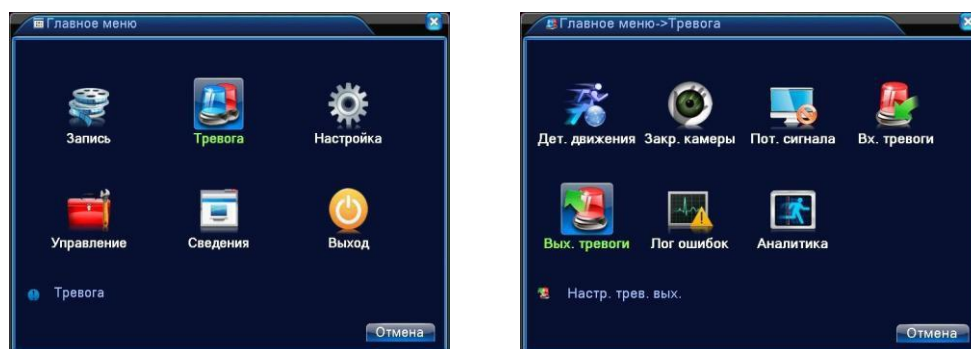 Главное меню
Запись Тревога Настройка
Управление Сведения Выход
Тревога
Отмена
Главное меню->Тревога
Дет. движения Закр. камеры Пот. сигнала Вх. тревоги
Вых. тревоги Лог ошибок Аналитика
Настр. трев. вых.
Отмена